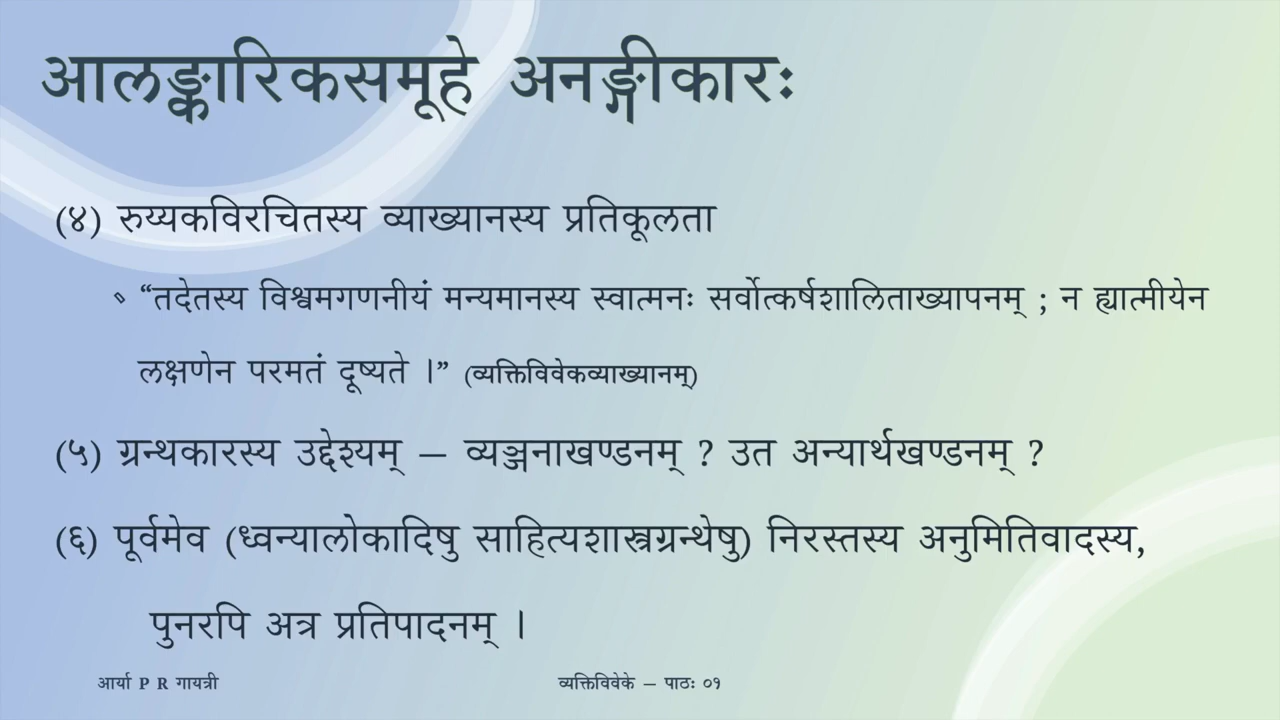 आलङ्कारिकसमूहे अनङ्गीकारः
(४) रुय्यकविरचितस्य व्याख्यानस्य प्रतिकूलता
“तदेतस्य विश्वमगणनीयं मन्यमानस्य स्वात्मनः सर्वोत्कर्षशालिताख्यापनम् ; न ह्यात्मीयेन
लक्षणेन परमतं दूष्यते ।” (व्यक्तिविवेकव्याख्यानम्)
(५) ग्रन्थकारस्य उद्देश्यम् – व्यञ्जनाखण्डनम् ? उत अन्यार्थखण्डनम् ?
(६) पूर्वमेव (ध्वन्यालोकादिषु साहित्यशास्त्रग्रन्थेषु) निरस्तस्य अनुमितिवादस्य,
पुनरपि अत्र प्रतिपादनम् ।
आर्या P R गायत्री
व्यक्तिविवेके – पाठः ०१